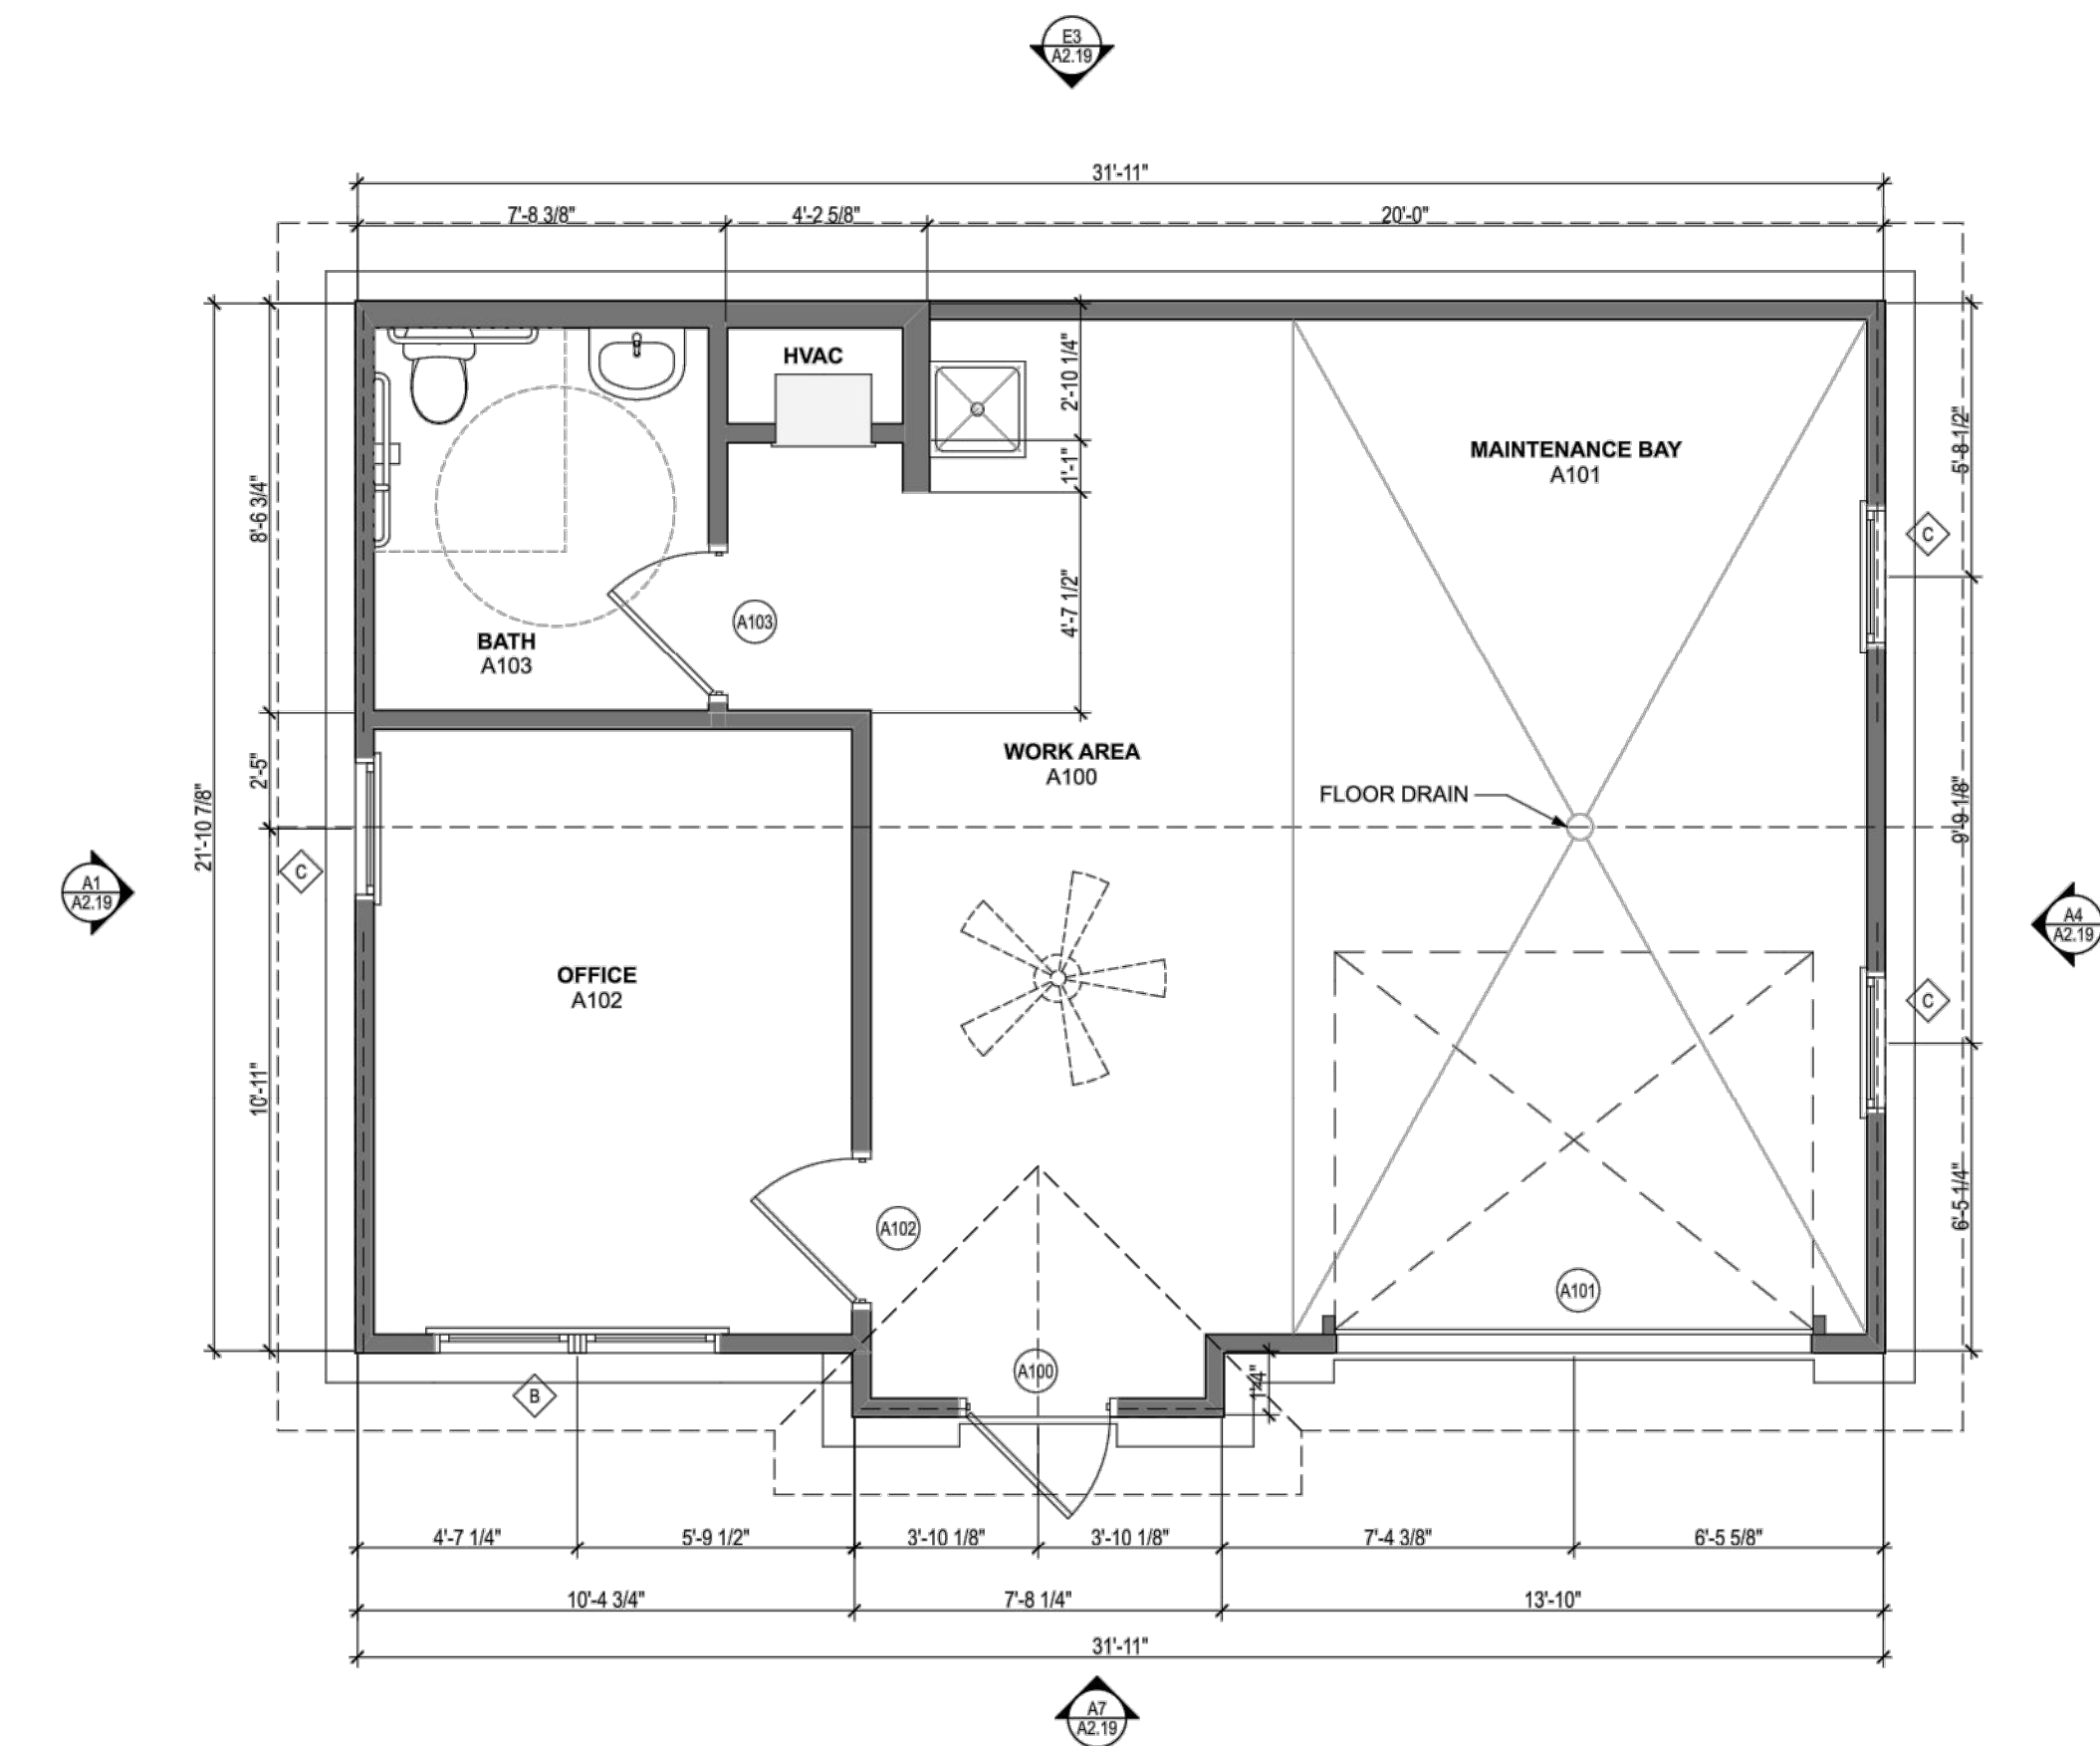 E3
A2.19
31'-11"
7'-8 3/8"
4'-2 5/8"
20'-0"
HVAC
2'-10 1/4"
5'-8 1/2"
MAINTENANCE BAY
A101
1'-1"
8'-6 3/4"
C
4'-7 1/2"
A103
BATH
A103
WORK AREA
A100
2'-5"
FLOOR DRAIN
21'-10 7/8"
9'-9 1/8"
C
A1
A2.19
A4
A2.19
OFFICE
A102
C
10'-11"
6'-5 1/4"
A102
A101
A100
1'-4"
B
4'-7 1/4"
5'-9 1/2"
3'-10 1/8"
3'-10 1/8"
7'-4 3/8"
6'-5 5/8"
10'-4 3/4"
7'-8 1/4"
13'-10"
31'-11"
A7
A2.19